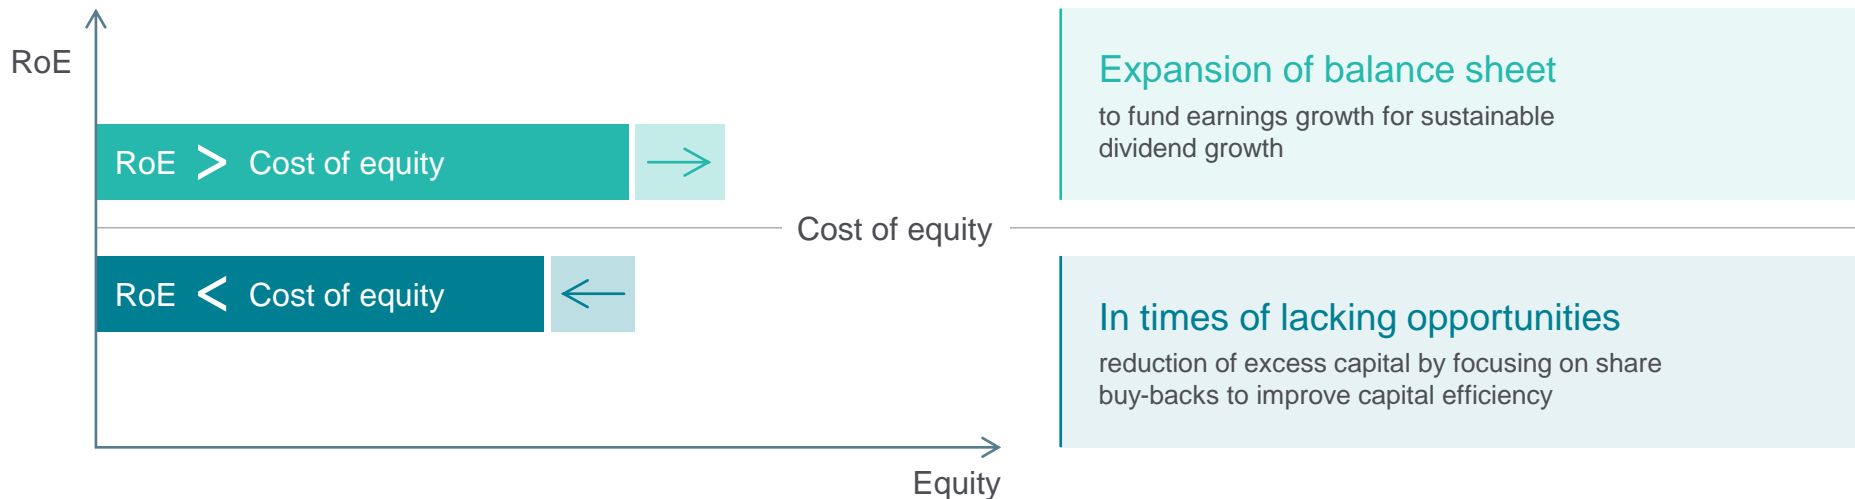 RoE
RoE > Cost of equity
Cost of equity
RoE < Cost of equity
Equity
Expansion of balance sheet
to fund earnings growth for sustainable
dividend growth
In times of lacking opportunities
reduction of excess capital by focusing on share
buy-backs to improve capital efficiency